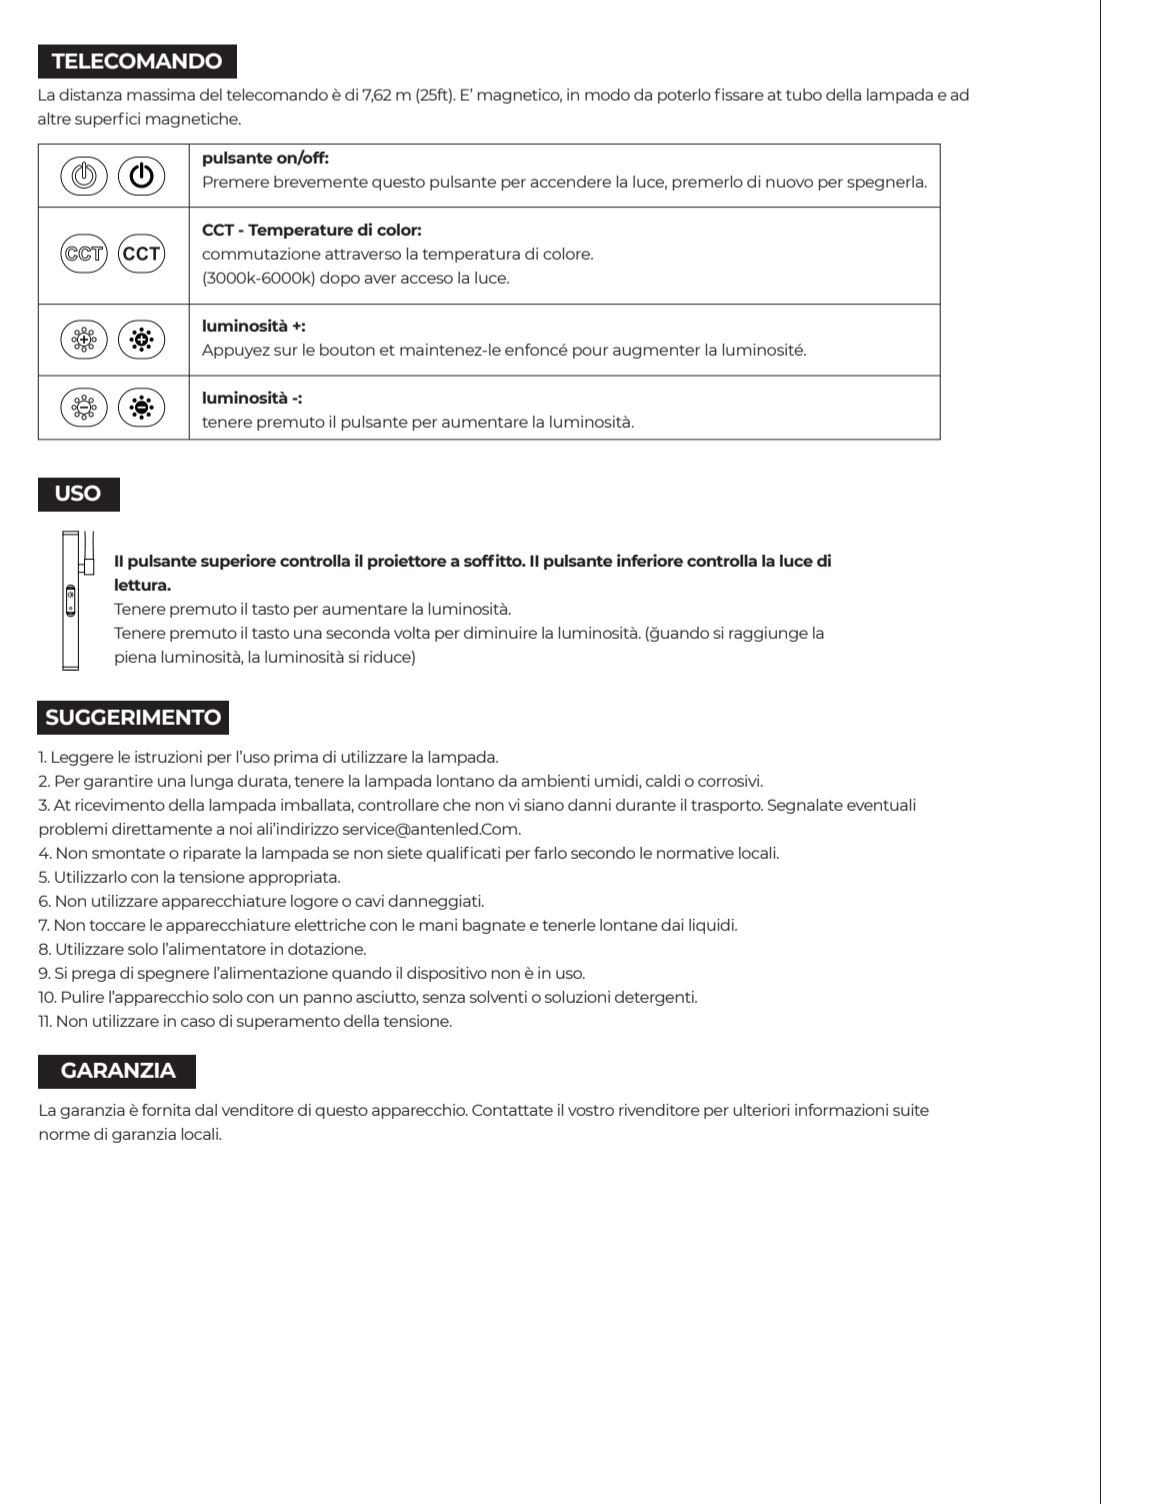 TELECOMANDO
La distanza massima del telecomando è di 7,62 m (25ft). E' magnetico, in modo da poterlo fissare at tubo della lampada e ad
altre superfici magnetiche.
pulsante on/off:
Premere brevemente questo pulsante per accendere la luce, premerlo di nuovo per spegnerla.
CCT CCT
CCT - Temperature di color:
commutazione attraverso la temperatura di colore.
(3000k-6000k) dopo aver acceso la luce.
luminosità +:
Appuyez sur le bouton et maintenez-le enfoncé pour augmenter la luminosité.
luminosità -:
tenere premuto il pulsante per aumentare la luminosità.
USO
II pulsante superiore controlla il proiettore a soffitto. II pulsante inferiore controlla la luce di
lettura.
Tenere premuto il tasto per aumentare la luminosità.
Tenere premuto il tasto una seconda volta per diminuire la luminosità. (ğuando si raggiunge la
piena luminosità, la luminosità si riduce)
SUGGERIMENTO
1. Leggere le istruzioni per l'uso prima di utilizzare la lampada.
2. Per garantire una lunga durata, tenere la lampada lontano da ambienti umidi, caldi o corrosivi.
3. At ricevimento della lampada imballata, controllare che non vi siano danni durante il trasporto. Segnalate eventuali
problemi direttamente a noi ali'indirizzo service@antenled.Com.
4. Non smontate o riparate la lampada se non siete qualificati per farlo secondo le normative locali.
5. Utilizzarlo con la tensione appropriata.
6. Non utilizzare apparecchiature logore o cavi danneggiati.
7. Non toccare le apparecchiature elettriche con le mani bagnate e tenerle lontane dai liquidi.
8. Utilizzare solo l'alimentatore in dotazione.
9. Si prega di spegnere l'alimentazione quando il dispositivo non è in uso.
10. Pulire l'apparecchio solo con un panno asciutto, senza solventi o soluzioni detergenti.
11. Non utilizzare in caso di superamento della tensione.
GARANZIA
La garanzia è fornita dal venditore di questo apparecchio. Contattate il vostro rivenditore per ulteriori informazioni suite
norme di garanzia locali.